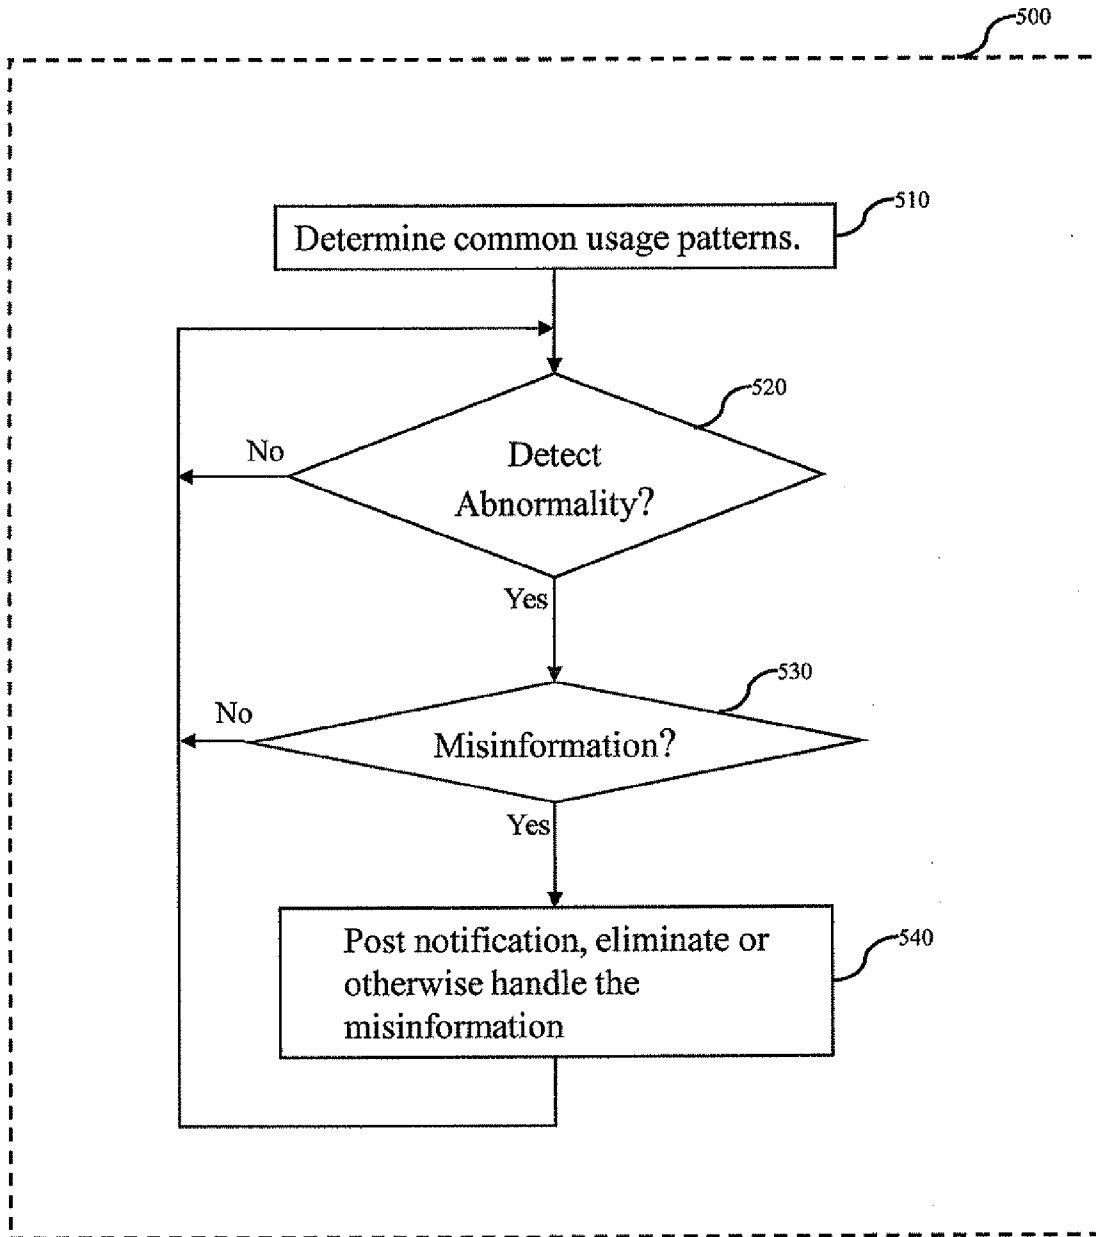 500
510
Determine common usage patterns.
520
No
Detect
Abnormality?
Yes
530
No
Misinformation?
Yes
540
Post notification, eliminate or
otherwise handle the
misinformation